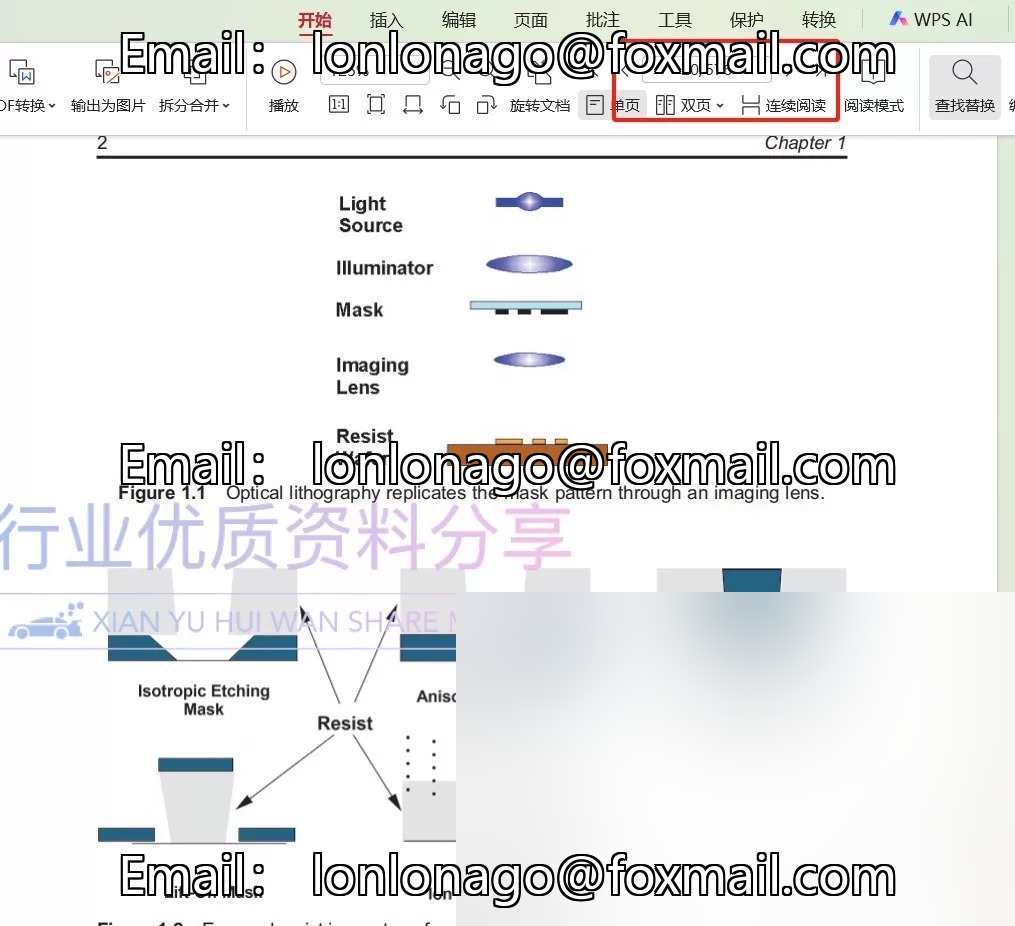 开始 插入 编辑 页面 批注 工具 保护 转换 WPS AI
Email： lonlonago@foxmail.com
转换 输出为图片 拆分合并 播放 1:1 旋转文档 单页 双页 连续阅读 阅读模式 查找替换
2 Chapter 1
Light
Source
Illuminator
Mask
Imaging
Lens
Resist
Wafer
Email： lonlonago@foxmail.com
Figure 1.1 Optical lithography replicates the mask pattern through an imaging lens.
行业优质资料分享
XIAN YU HUI WAN SHARE
Isotropic Etching
Mask
Resist
Email： lonlonago@foxmail.com